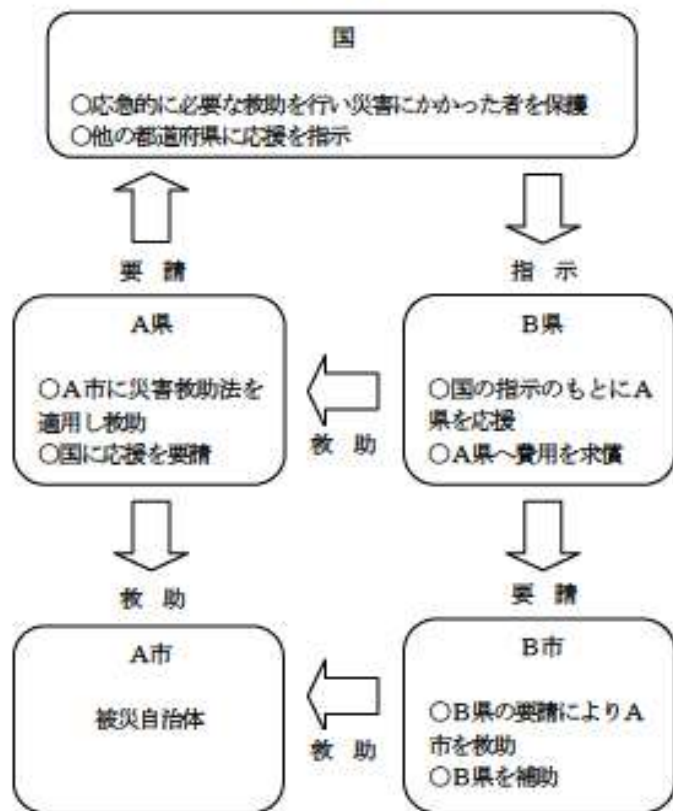 国
○応急的に必要な救助を行い災害にかかった者を保護
○他の都道府県に応援を指示
要 請
指 示
A県
○A市に災害救助法を
適用し救助
○国に応援を要請
救 助
B県
○国の指示のもとにA
県を応援
○A県へ費用を求償
救 助
要 請
A市
被災自治体
救 助
B市
○B県の要請によりA
市を救助
○B県を補助